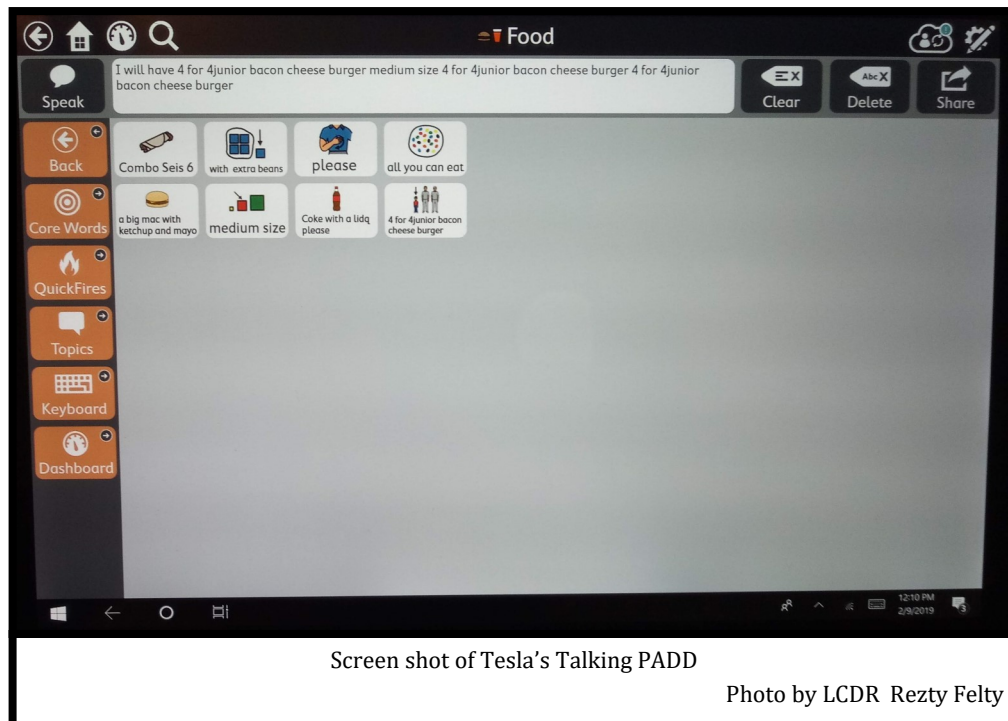 Food
Speak
I will have 4 for 4junior bacon cheese burger medium size 4 for 4junior bacon cheese burger 4 for 4junior
bacon cheese burger
Clear
Abc X
Delete
Share
Back
Combo Seis 6
with extra beans
please
all you can eat
Core Words
a big mac with
ketchup and mayo
medium size
Coke with a lidq
please
4 for 4junior bacon
cheese burger
QuickFires
Topics
Keyboard
Dashboard
12:10 PM
2/9/2019
3
Screen shot of Tesla's Talking PADD
Photo by LCDR Rezty Felty